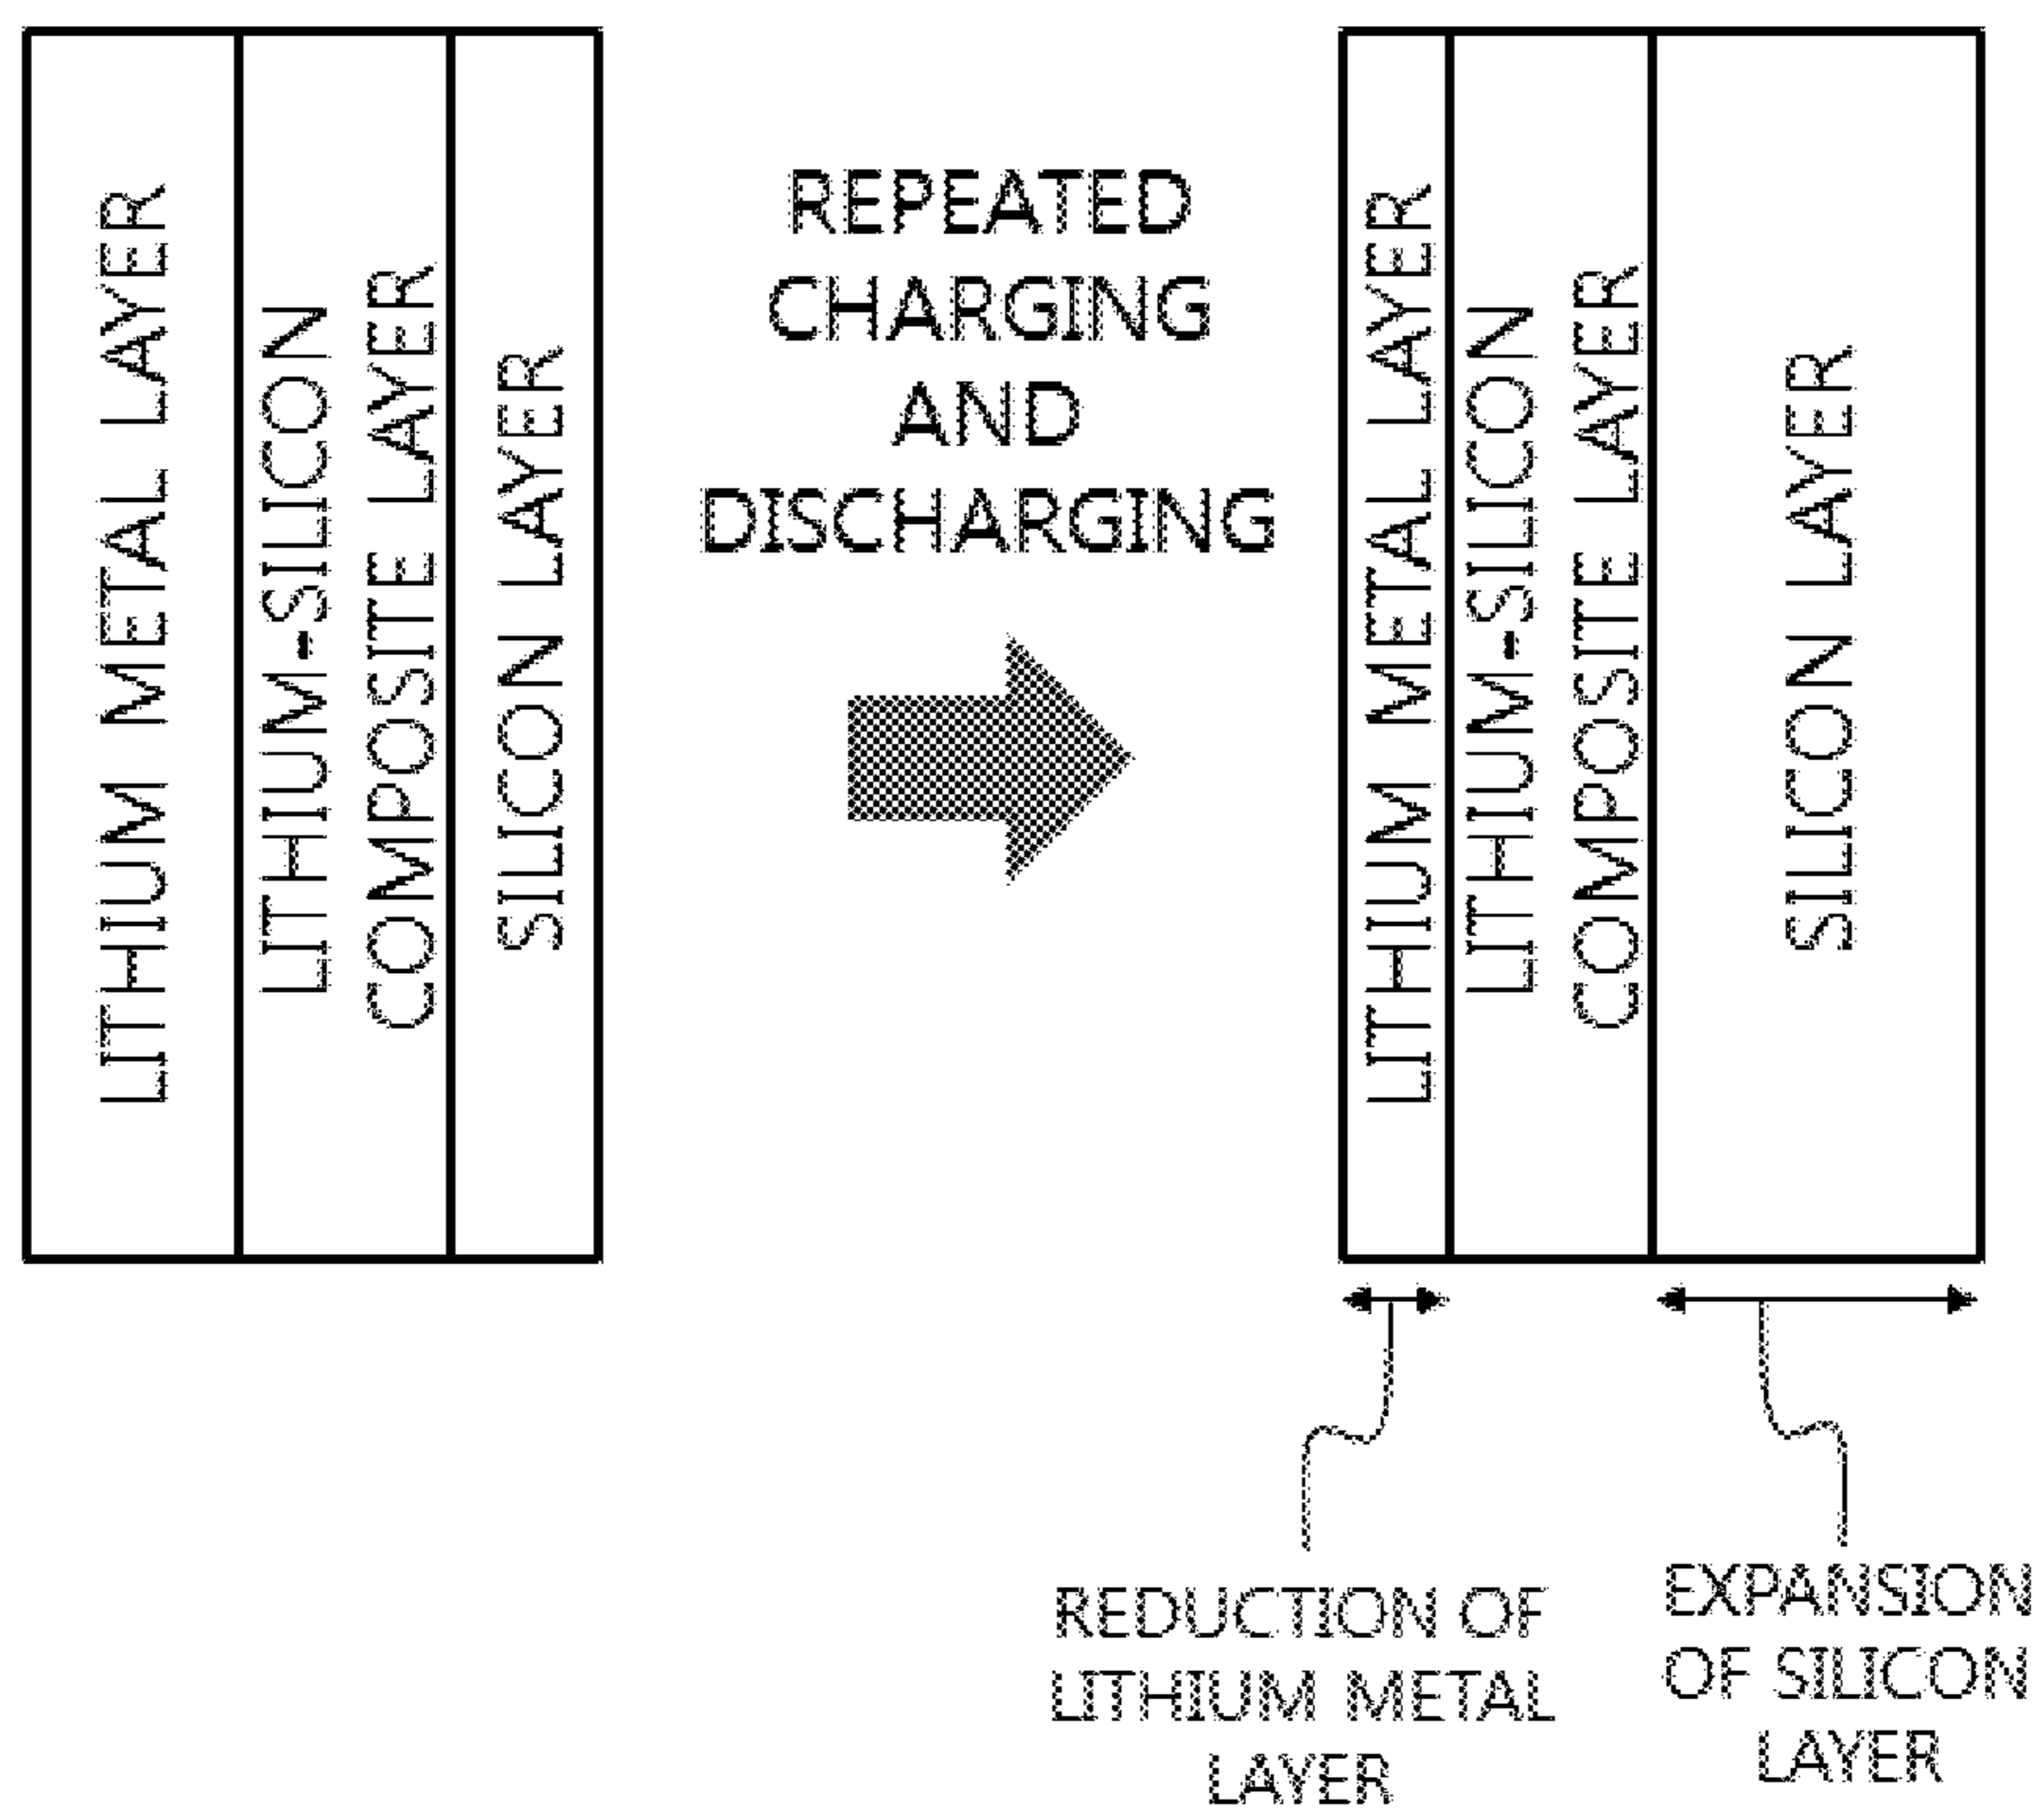 LITHIUM METAL LAYER
LITHIUM-SILICON
COMPOSITE LAYER
SILICON LAYER
REPEATED
CHARGING
AND
DISCHARGING
LITHIUM METAL LAYER
LITHIUM-SILICON
COMPOSITE LAYER
SILICON LAYER
REDUCTION OF
LITHIUM METAL
LAYER
EXPANSION
OF SILICON
LAYER